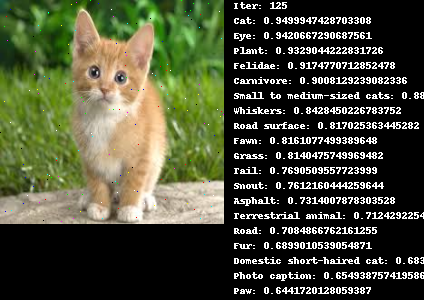 Iter: 125
Cat: 0.9499947428703308
Eye: 0.9420667290687561
Plant: 0.9329044222831726
Felidae: 0.9174770712852478
Carnivore: 0.9008129239082336
Small to medium-sized cats: 0.88
Whiskers: 0.8428450226783752
Road surface: 0.817025363445282
Fawn: 0.8161077499389648
Grass: 0.8140475749969482
Tail: 0.7690509557723999
Snout: 0.7612160444259644
Asphalt: 0.7314007878303528
Terrestrial animal: 0.7124292254
Road: 0.7084866762161255
Fur: 0.6899010539054871
Domestic short-haired cat: 0.683
Photo caption: 0.654938757419586
Paw: 0.6441720128059387